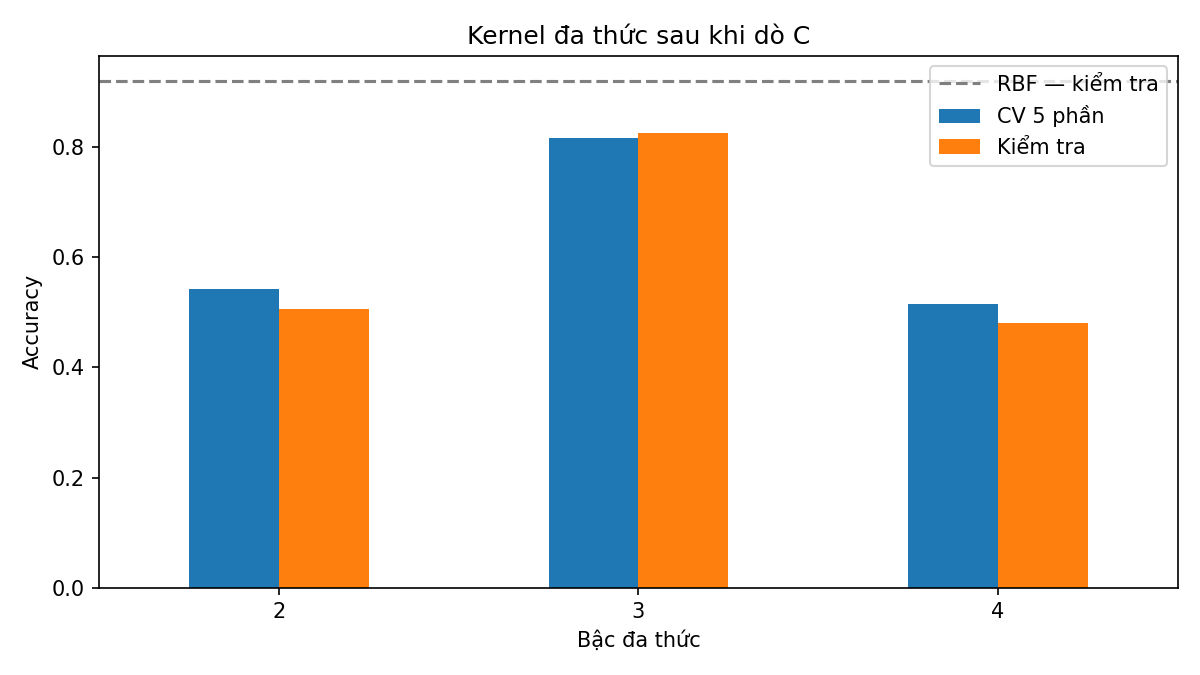 Kernel đa thức sau khi dò C
RBF — kiểm tra
CV 5 phần
Kiểm tra
Accuracy
0.8
0.6
0.4
0.2
0.0
2 3 4
Bậc đa thức